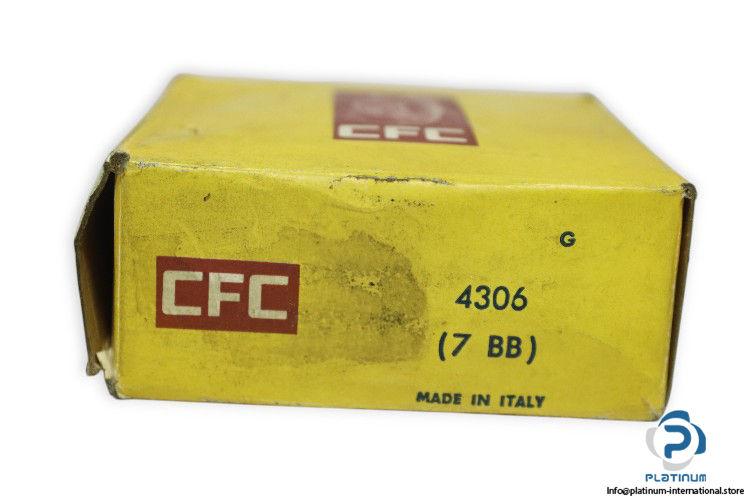 CFC
G
CFC
4306
(7 BB)
MADE IN ITALY
PLATINUM
Info@platinum-international.store